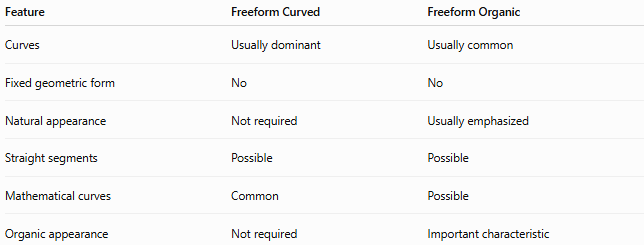 Feature Freeform Curved Freeform Organic
Curves Usually dominant Usually common
Fixed geometric form No No
Natural appearance Not required Usually emphasized
Straight segments Possible Possible
Mathematical curves Common Possible
Organic appearance Not required Important characteristic